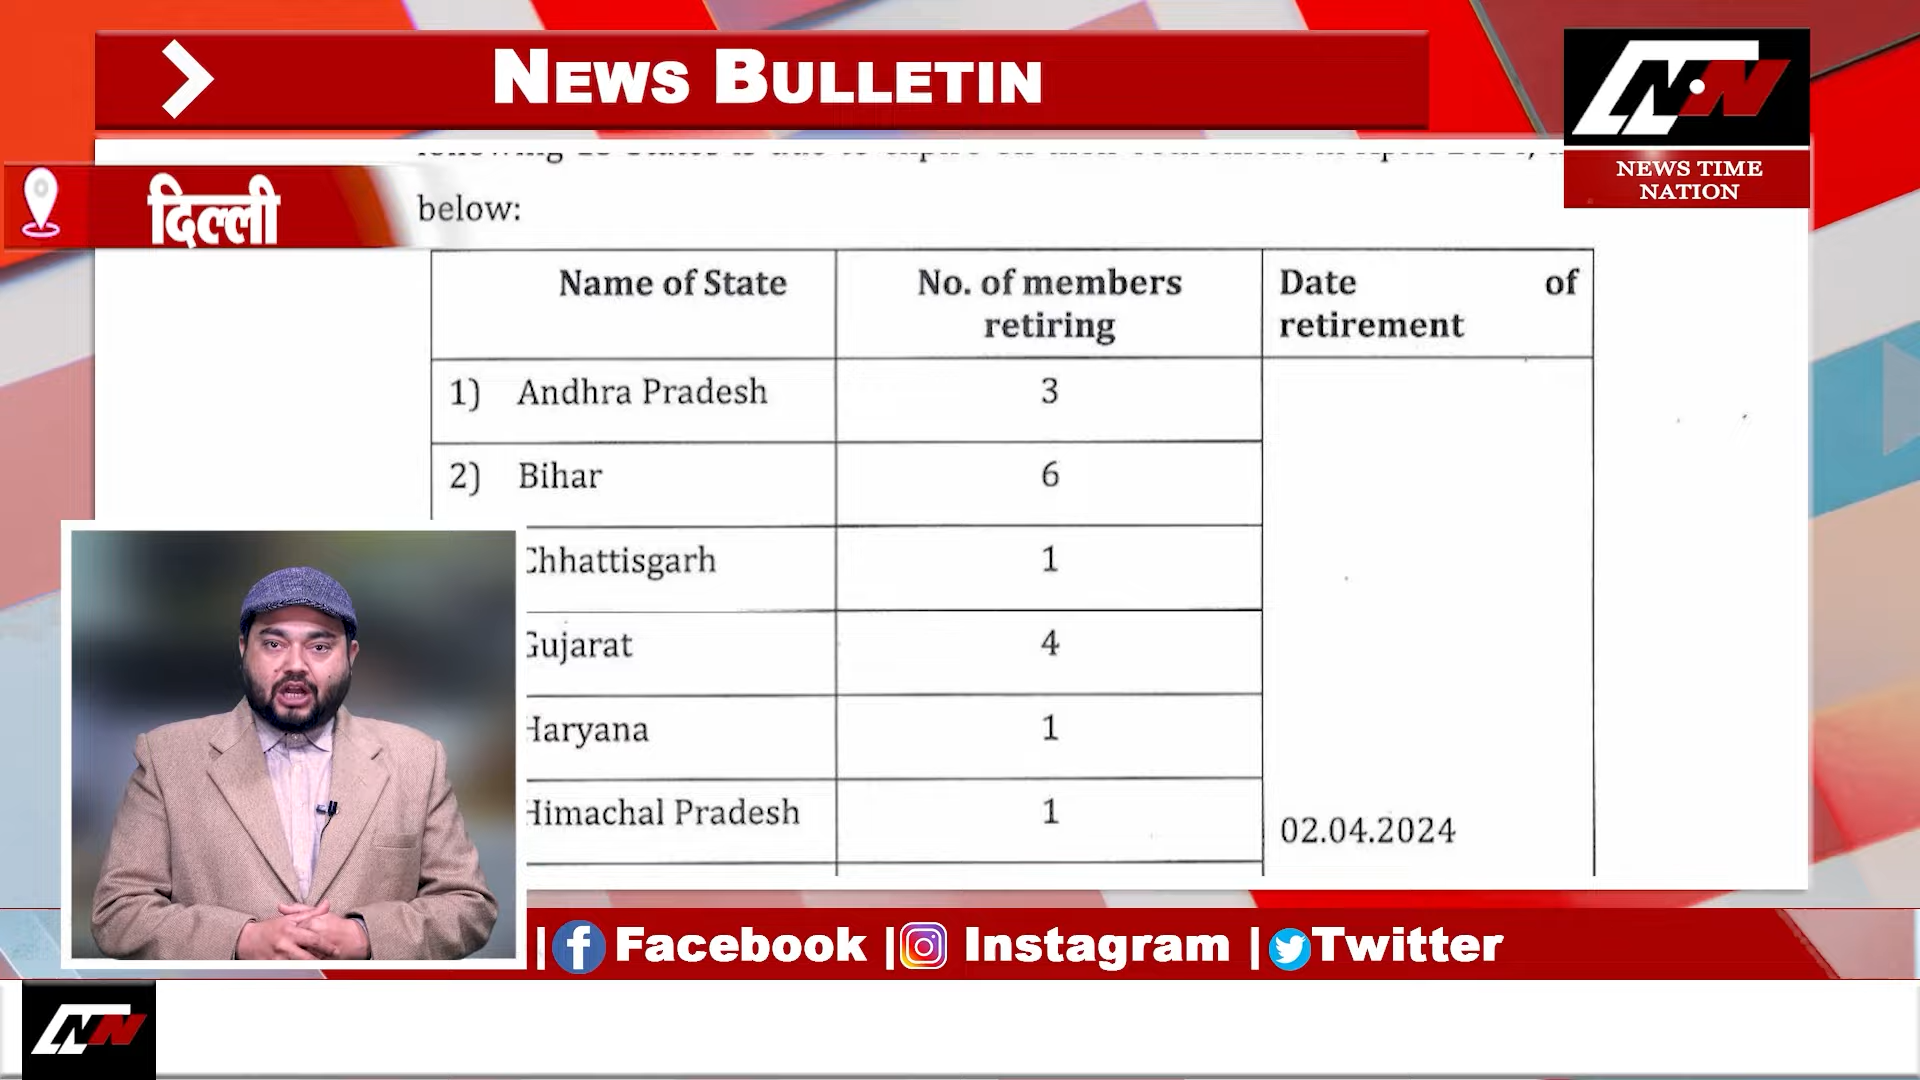 NEWS BULLETIN
NEWS TIME
NATION
दिल्ली
below:
Name of State
No. of members
retiring
Date of
retirement
1) Andhra Pradesh 3
2) Bihar 6
Chhattisgarh 1
Gujarat 4
Haryana 1
Himachal Pradesh 1
02.04.2024
| Facebook | Instagram | Twitter